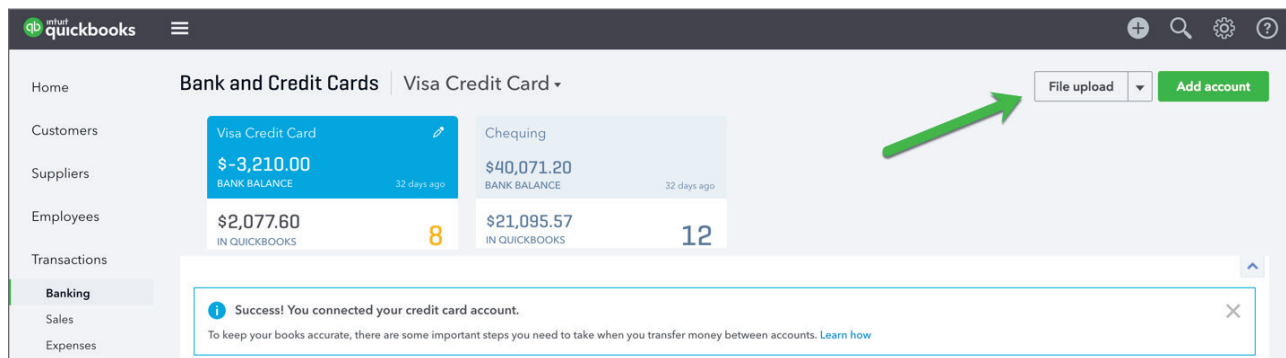 intuit
quickbooks
Home
Customers
Suppliers
Employees
Transactions
Banking
Sales
Expenses
Bank and Credit Cards Visa Credit Card
File upload Add account
Visa Credit Card
$-3,210.00
BANK BALANCE 32 days ago
$2,077.60
IN QUICKBOOKS 8
Chequing
$40,071.20
BANK BALANCE 32 days ago
$21,095.57
IN QUICKBOOKS 12
Success! You connected your credit card account.
To keep your books accurate, there are some important steps you need to take when you transfer money between accounts. Learn how